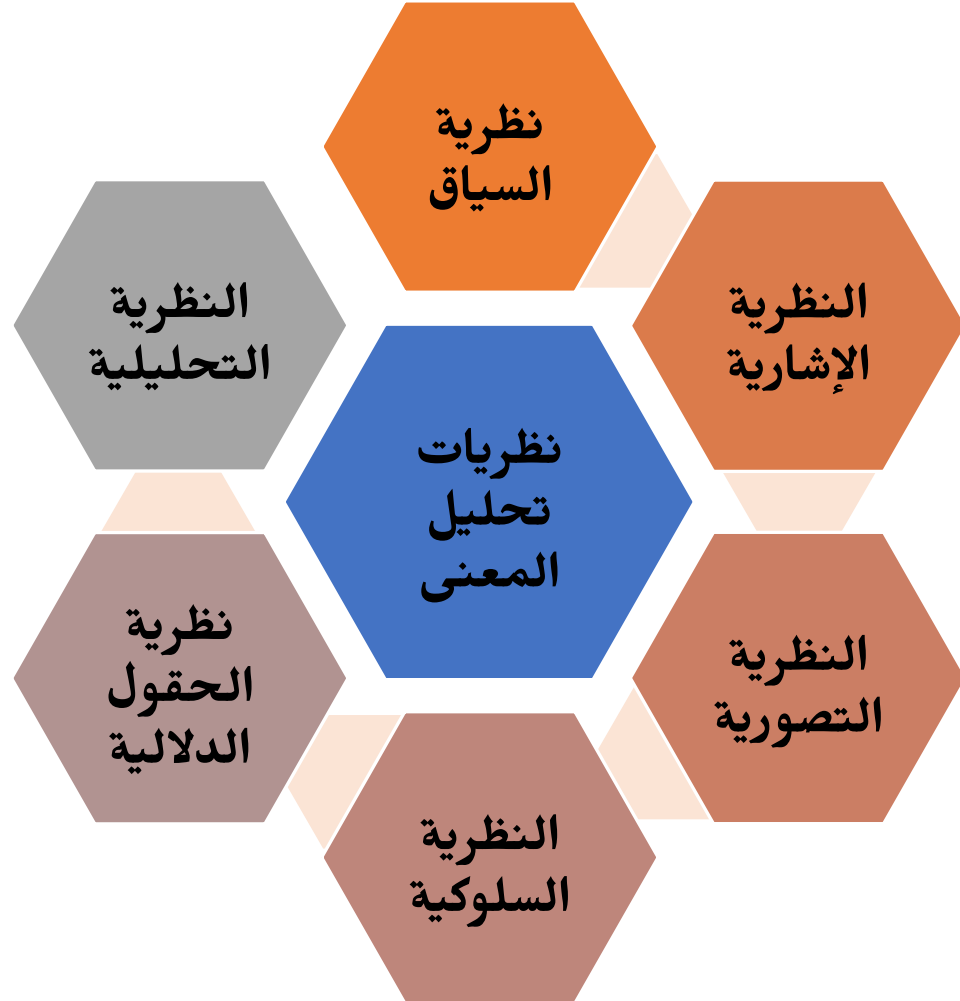 نظرية
السياق
النظرية
الإشارية
النظرية
التصورية
النظرية
السلوكية
نظرية
الحقول
الدلالية
النظرية
التحليلية
نظريات
تحليل
المعنى